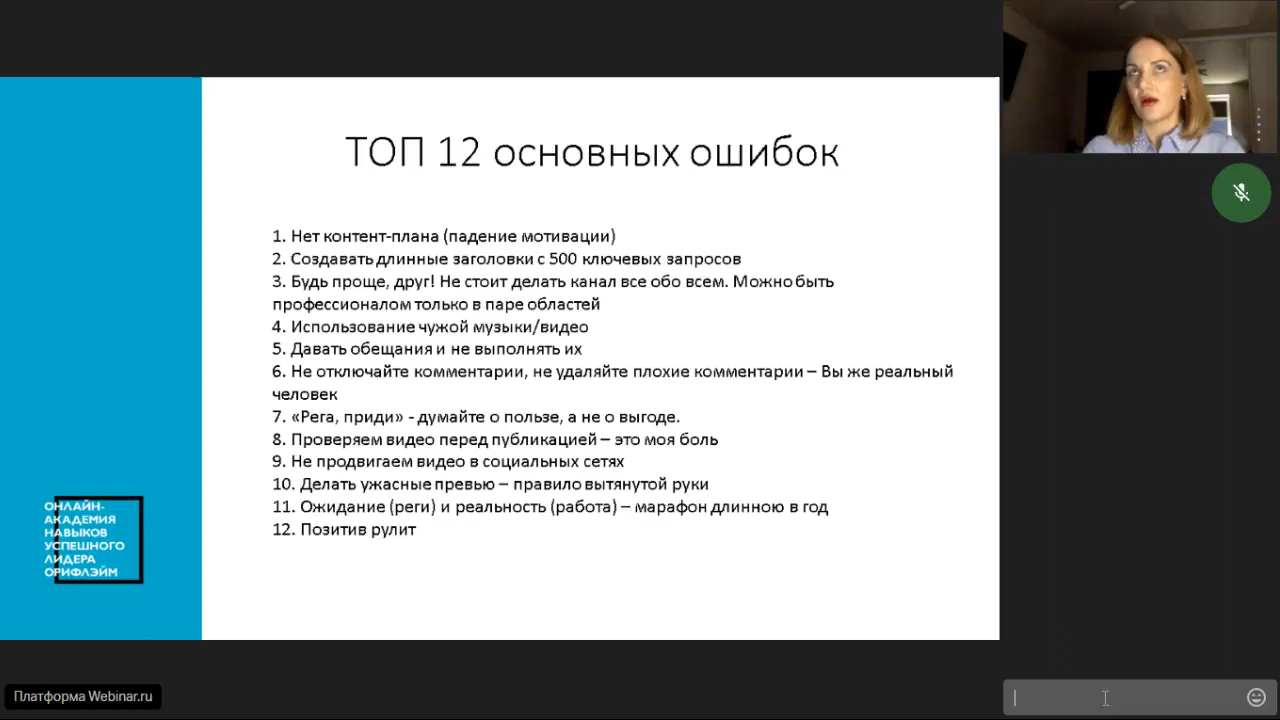 ТОП 12 основных ошибок
1. Нет контент-плана (падение мотивации)
2. Создавать длинные заголовки с 500 ключевых запросов
3. Будь проще, друг! Не стоит делать канал все обо всем. Можно быть
профессионалом только в паре областей
4. Использование чужой музыки/видео
5. Давать обещания и не выполнять их
6. Не отключайте комментарии, не удаляйте плохие комментарии – Вы же реальный
человек
7. «Рега, приди» - думайте о пользе, а не о выгоде.
8. Проверяем видео перед публикацией – это моя боль
9. Не продвигаем видео в социальных сетях
10. Делать ужасные превью – правило вытянутой руки
11. Ожидание (реги) и реальность (работа) – марафон длинною в год
12. Позитив рулит
ОНЛАЙН-
АКАДЕМИЯ
НАВЫКОВ
УСПЕШНОГО
ЛИДЕРА
ОРИФЛЭЙМ
Платформа Webinar.ru